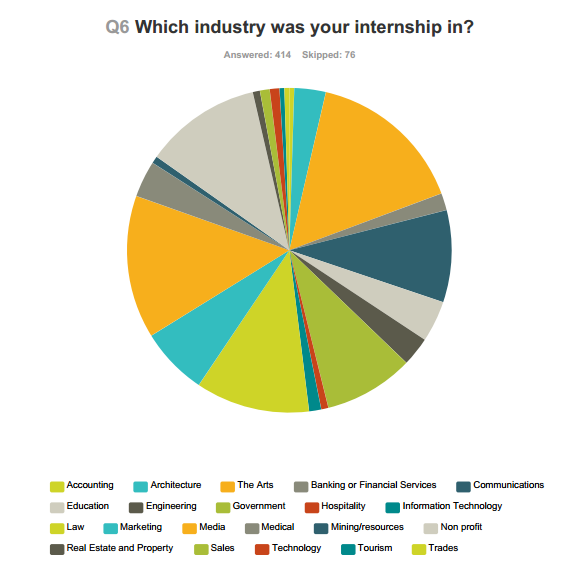 Q6 Which industry was your internship in?
Answered: 414 Skipped: 76
Accounting Architecture The Arts Banking or Financial Services Communications
Education Engineering Government Hospitality Information Technology
Law Marketing Media Medical Mining/resources Non profit
Real Estate and Property Sales Technology Tourism Trades